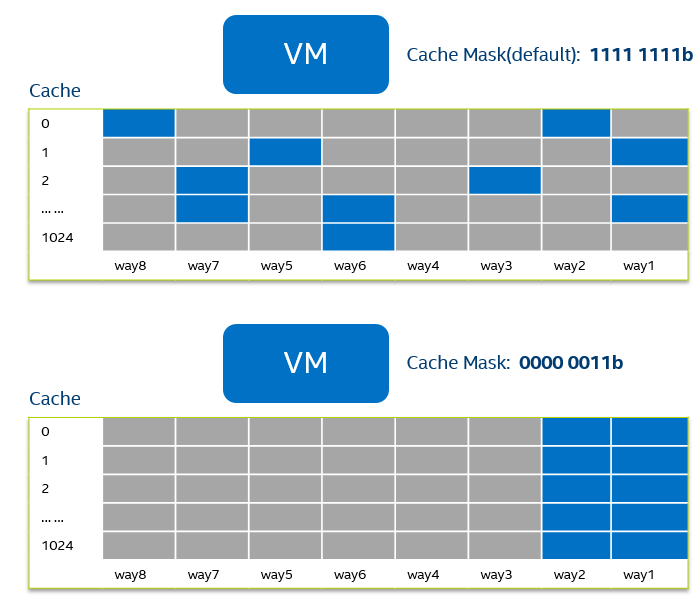 VM
Cache Mask(default): 1111 1111b
Cache
0
1
2
... ...
1024
way8 way7 way5 way6 way4 way3 way2 way1
VM
Cache Mask: 0000 0011b
Cache
0
1
2
... ...
1024
way8 way7 way5 way6 way4 way3 way2 way1